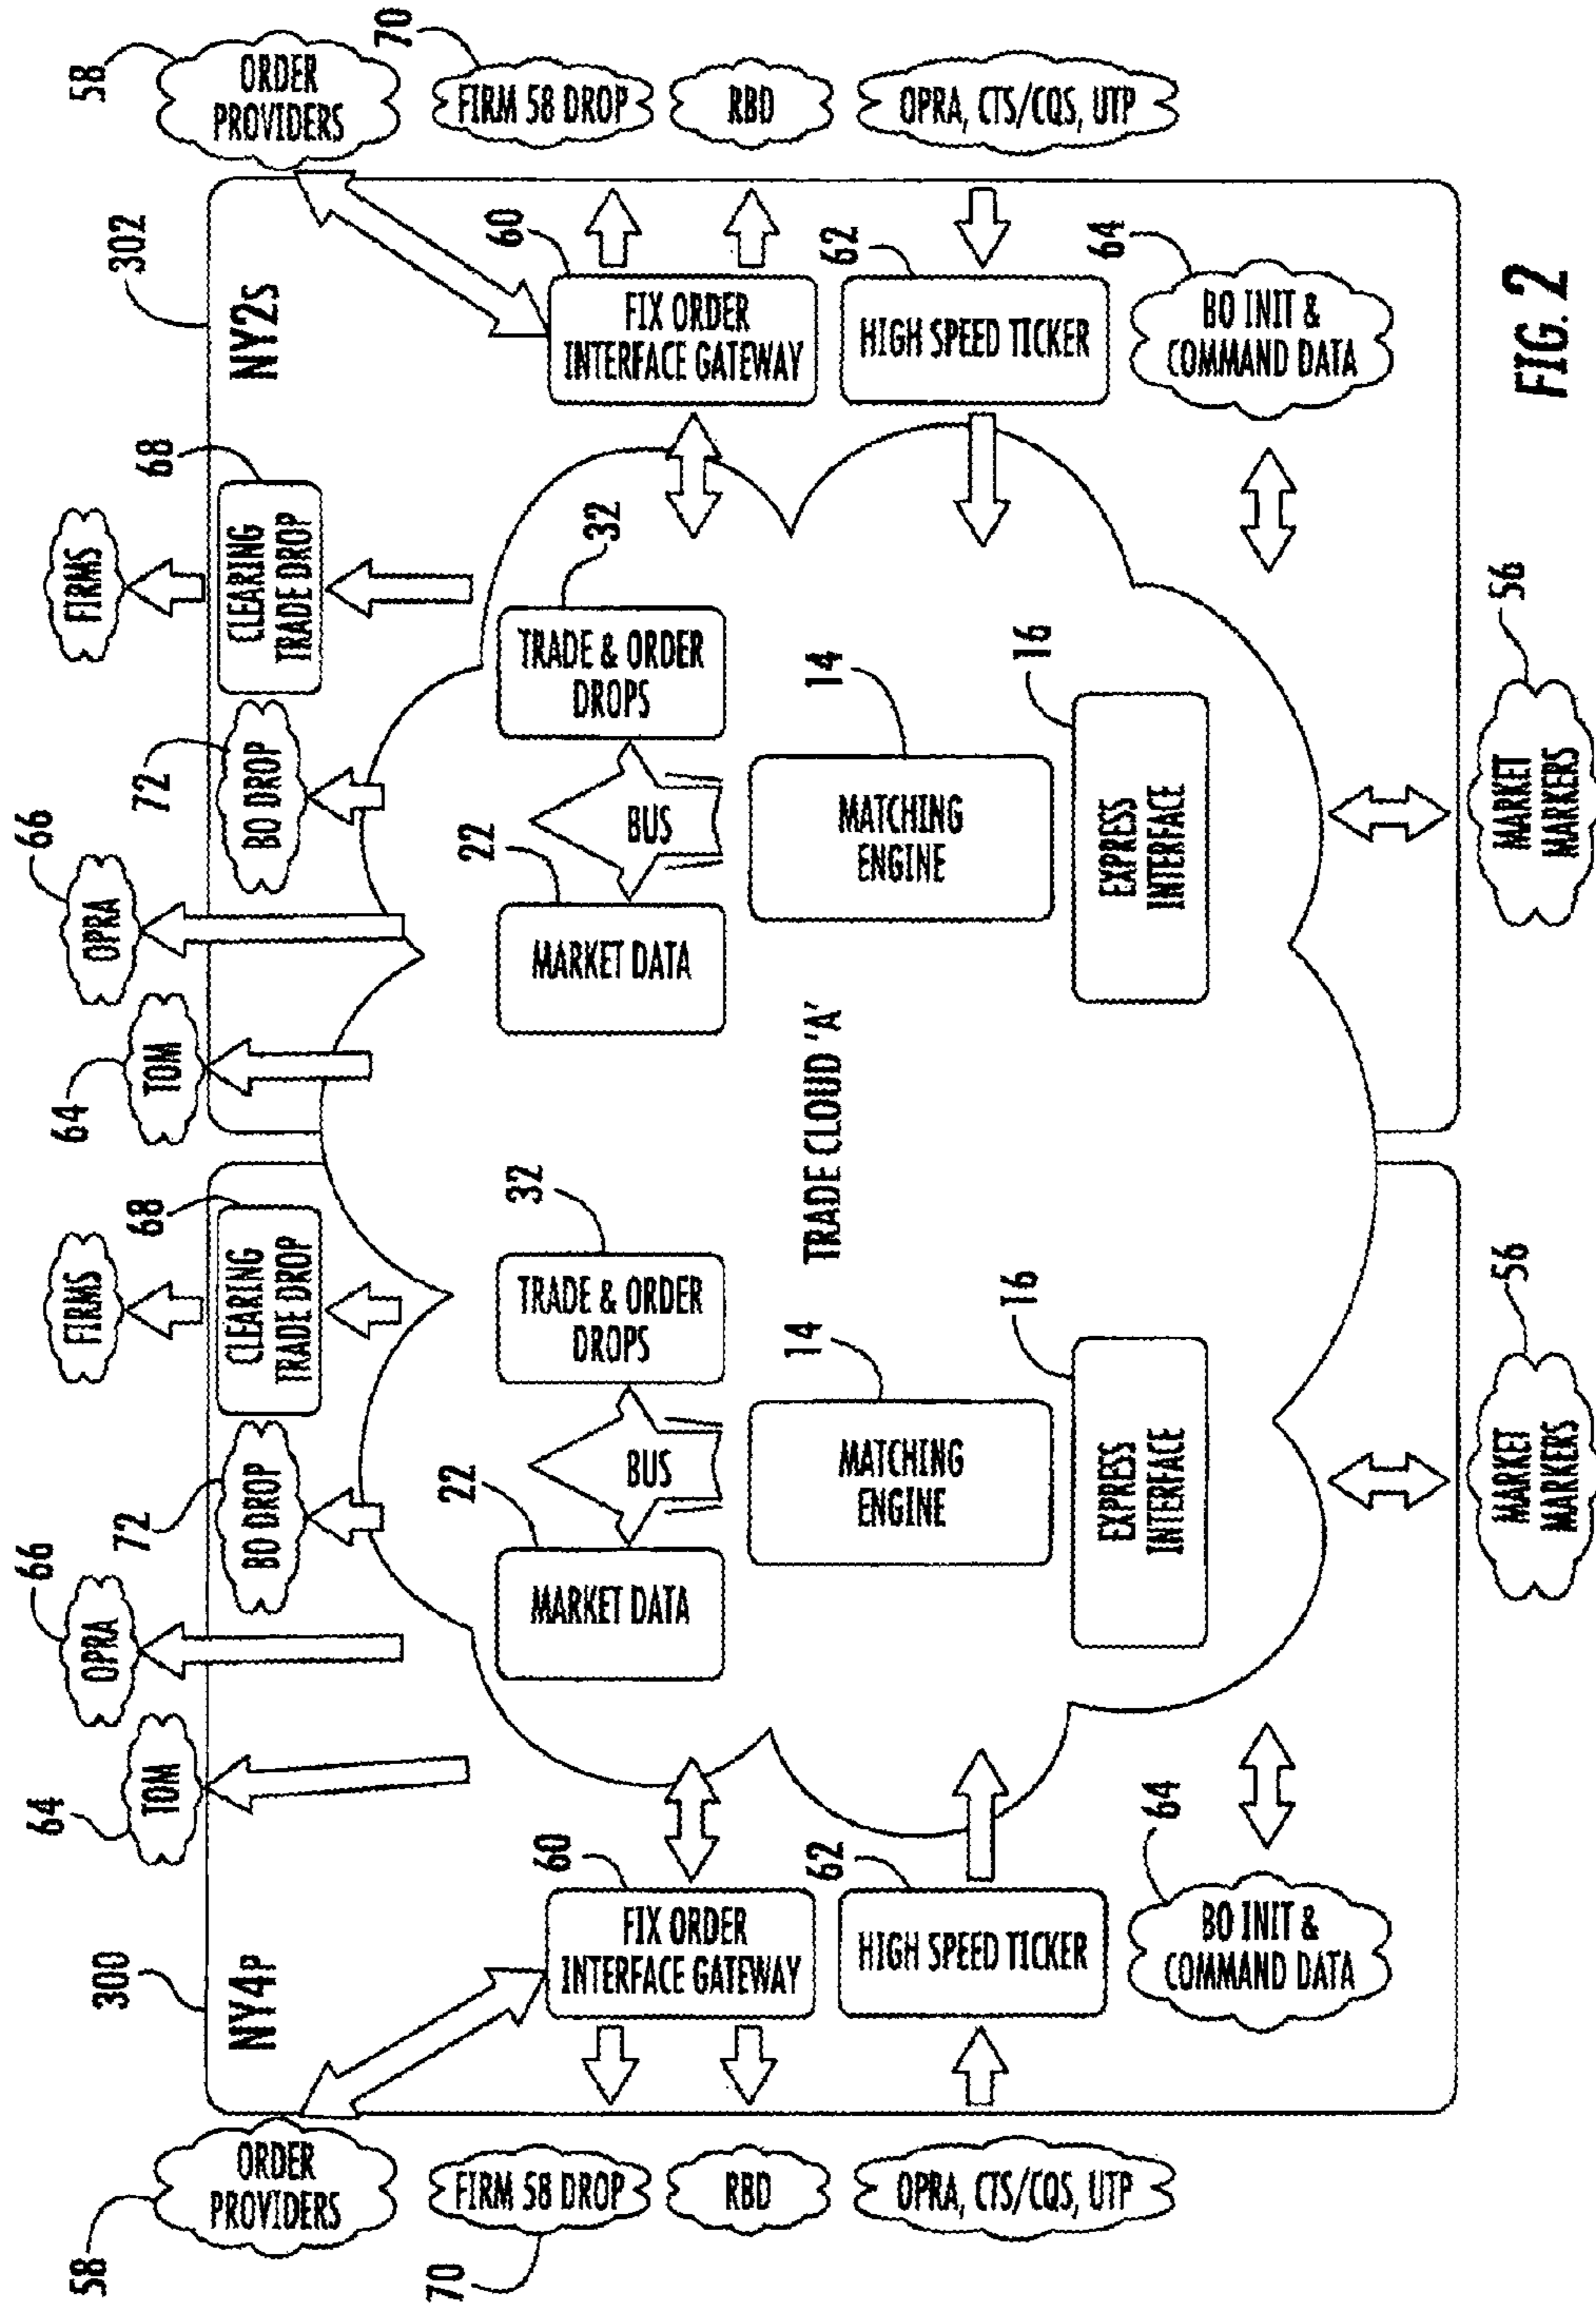 58
ORDER
PROVIDERS
70
FIRM 58 DROP
RBD
OPRA, CTS/CQS, UTP
300
NY4P
60
FIX ORDER
INTERFACE GATEWAY
62
HIGH SPEED TICKER
64
BO INIT &
COMMAND DATA
64
TOM
66
OPRA
72
BO DROP
FIRMS
68
CLEARING
TRADE DROP
22
MARKET DATA
BUS
32
TRADE & ORDER
DROPS
14
MATCHING
ENGINE
16
EXPRESS
INTERFACE
56
MARKET
MARKERS
TRADE CLOUD 'A'
64
TOM
66
OPRA
72
BO DROP
FIRMS
68
CLEARING
TRADE DROP
22
MARKET DATA
BUS
32
TRADE & ORDER
DROPS
14
MATCHING
ENGINE
16
EXPRESS
INTERFACE
56
MARKET
MARKERS
302
NY2S
60
FIX ORDER
INTERFACE GATEWAY
62
HIGH SPEED TICKER
64
BO INIT &
COMMAND DATA
58
ORDER
PROVIDERS
70
FIRM 58 DROP
RBD
OPRA, CTS/CQS, UTP
FIG. 2